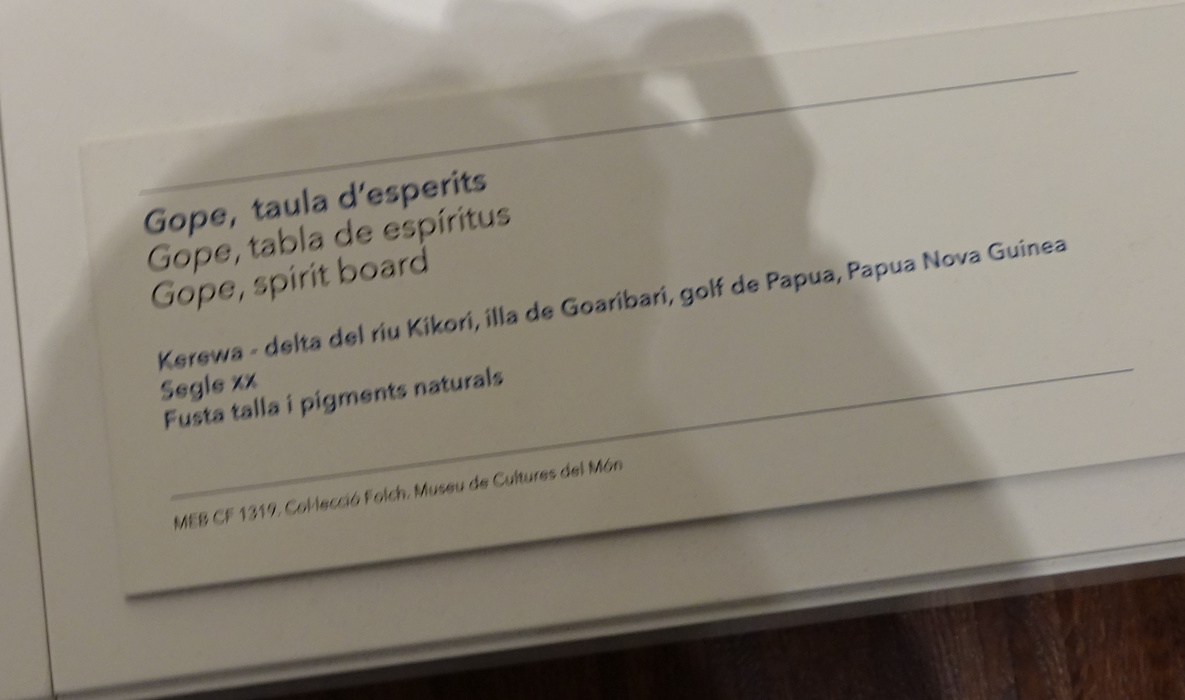 Gope, taula d'esperits
Gope, tabla de espíritus
Gope, spirit board
Kerewa - delta del riu Kikori, illa de Goaribari, golf de Papua, Papua Nova Guinea
Segle XX
Fusta talla i pigments naturals
MEB CF 1319. Col·lecció Folch. Museu de Cultures del Món